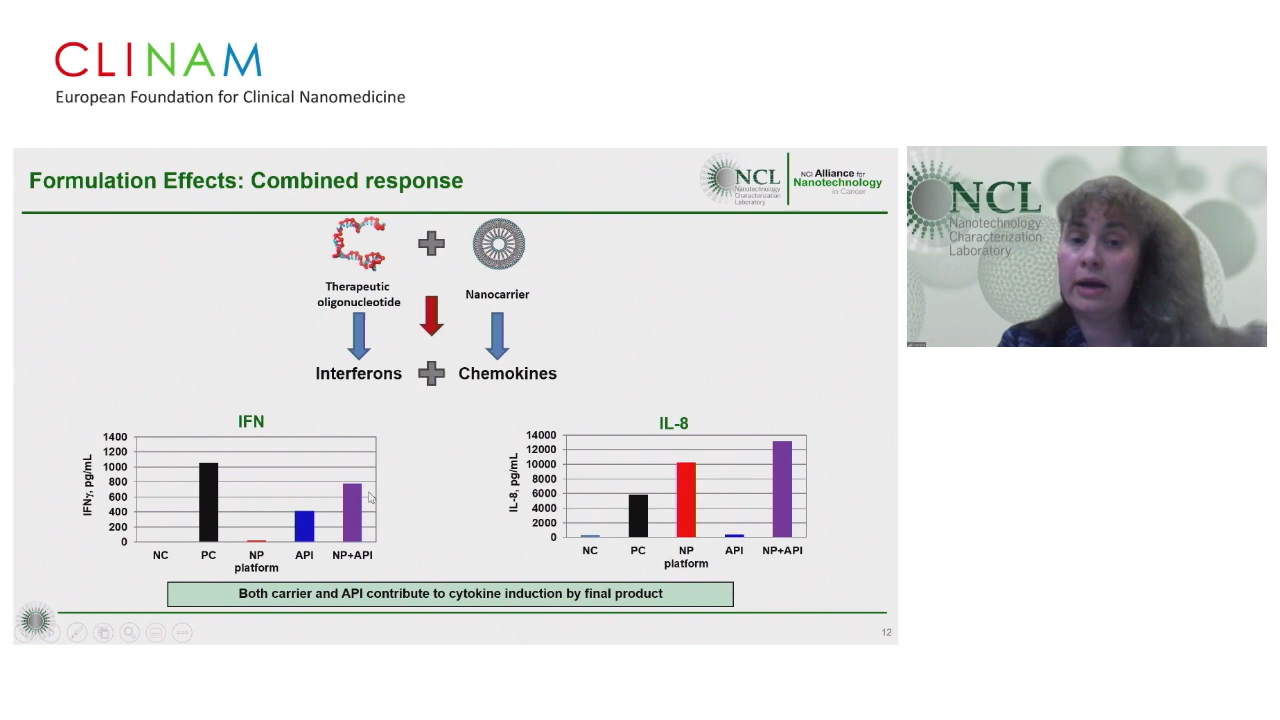 CLINAM
European Foundation for Clinical Nanomedicine
Formulation Effects: Combined response
NCL
Nanotechnology
Characterization
Laboratory
NCI Alliance for
Nanotechnology
in Cancer
Therapeutic
oligonucleotide
Nanocarrier
Interferons
Chemokines
IFN
IFNγ, pg/mL
1400
1200
1000
800
600
400
200
0
NC
PC
NP
platform
API
NP+API
IL-8
IL-8, pg/mL
14000
12000
10000
8000
6000
4000
2000
0
NC
PC
NP
platform
API
NP+API
Both carrier and API contribute to cytokine induction by final product
12
NCL
Nanotechnology
Characterization
Laboratory